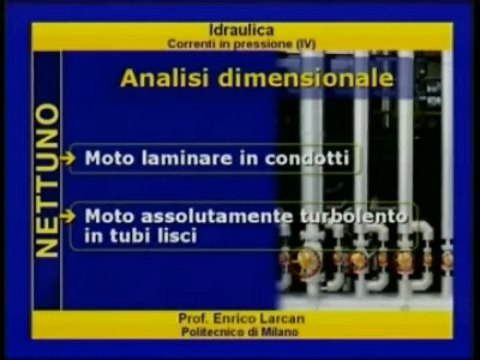 Idraulica
Correnti in pressione (IV)
Analisi dimensionale
NETTUNO
Moto laminare in condotti
Moto assolutamente turbolento
in tubi lisci
Prof. Enrico Larcan
Politecnico di Milano